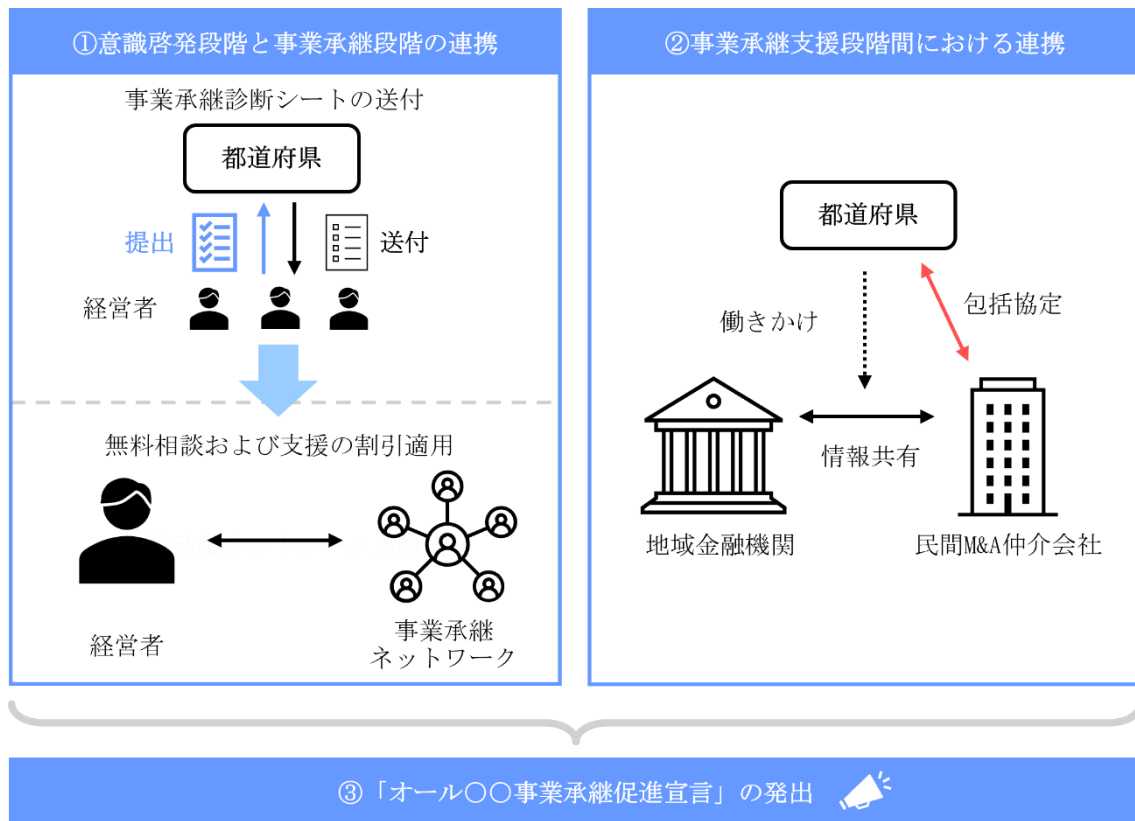 ①意識啓発段階と事業承継段階の連携
事業承継診断シートの送付
都道府県
提出
送付
経営者
無料相談および支援の割引適用
経営者
事業承継
ネットワーク
②事業承継支援段階間における連携
都道府県
働きかけ
包括協定
情報共有
地域金融機関
民間M&A仲介会社
③「オール〇〇事業承継促進宣言」の発出